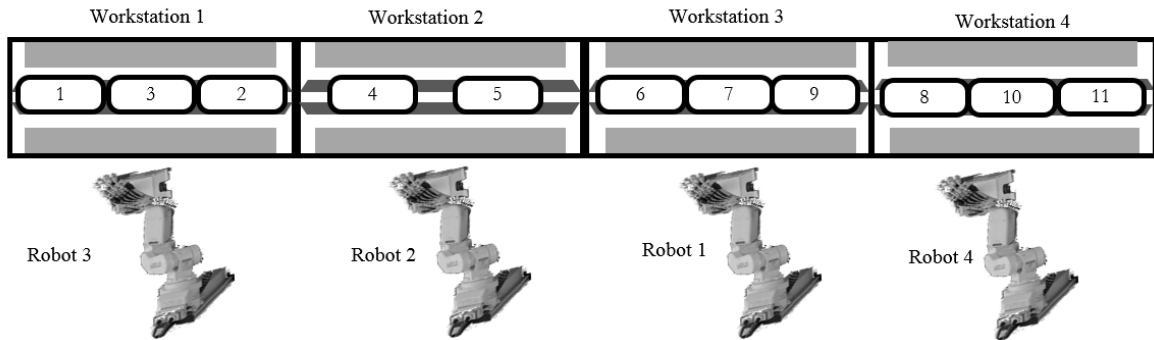 Workstation 1 Workstation 2 Workstation 3 Workstation 4
1 3 2 4 5 6 7 9 8 10 11
Robot 3 Robot 2 Robot 1 Robot 4